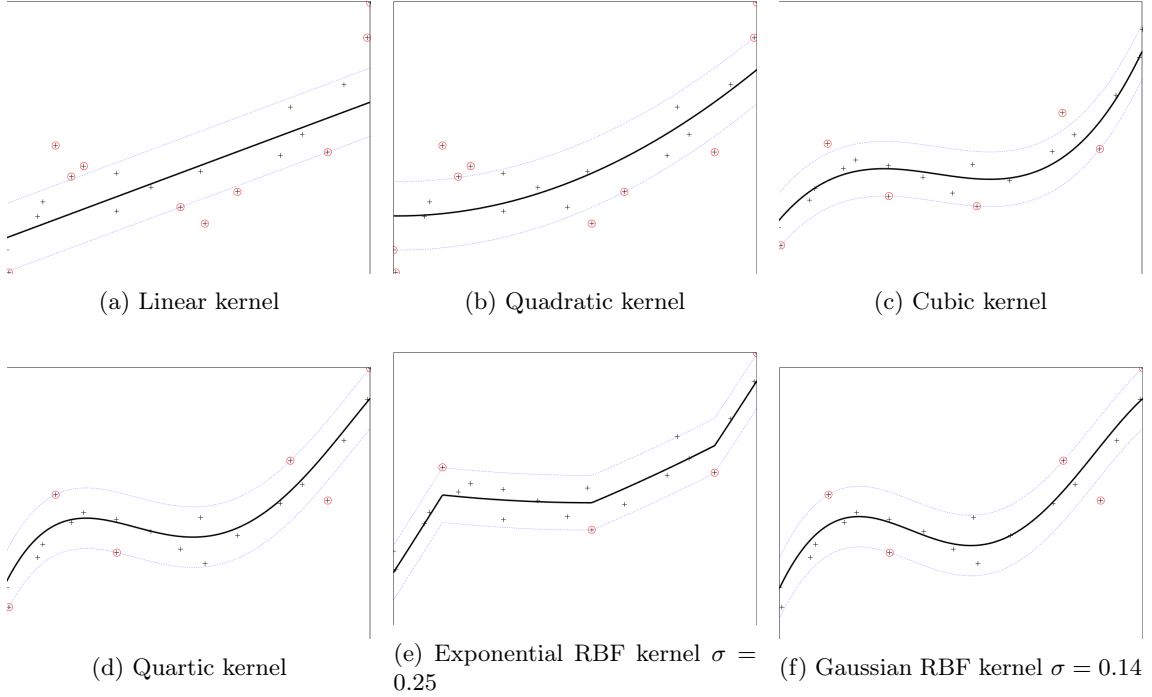 (a) Linear kernel
(b) Quadratic kernel
(c) Cubic kernel
(d) Quartic kernel
(e) Exponential RBF kernel σ =
0.25
(f) Gaussian RBF kernel σ = 0.14